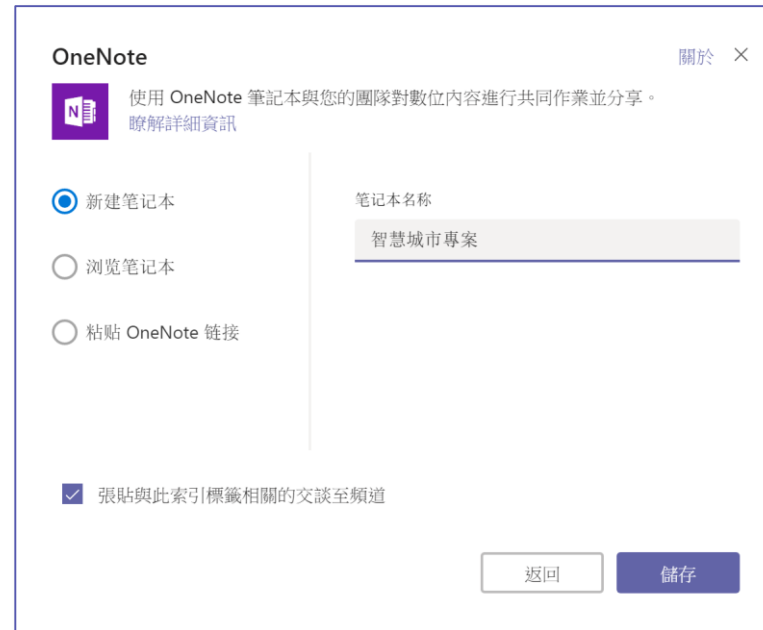 OneNote
關於
使用 OneNote 筆記本與您的團隊對數位內容進行共同作業並分享。
瞭解詳細資訊
新建笔记本
浏览笔记本
粘贴 OneNote 链接
笔记本名称
智慧城市專案
張貼與此索引標籤相關的交談至頻道
返回
儲存